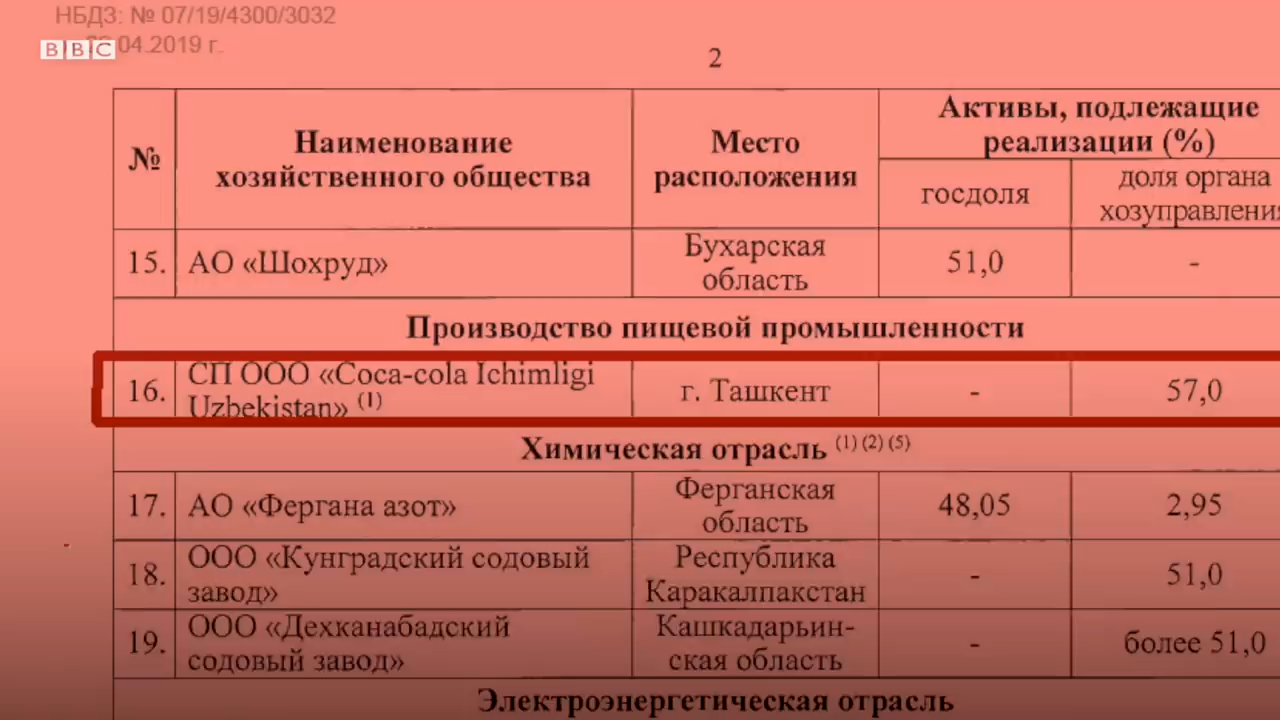 НБДЗ: № 07/19/4300/3032
04.2019 г.
BBC
2
№
Наименование
хозяйственного общества
Место
расположения
Активы, подлежащие
реализации (%)
госдоля
доля органа
хозуправления
15. АО «Шохруд» Бухарская
область 51,0 -
Производство пищевой промышленности
16. СП ООО «Coca-cola Ichimligi
Uzbekistan» (1) г. Ташкент - 57,0
Химическая отрасль (1) (2) (5)
17. АО «Фергана азот» Ферганская
область 48,05 2,95
18. ООО «Кунградский содовый
завод» Республика
Каракалпакстан - 51,0
19. ООО «Дехканабадский
содовый завод» Кашкадарьин-
ская область - более 51,0
Электроэнергетическая отрасль